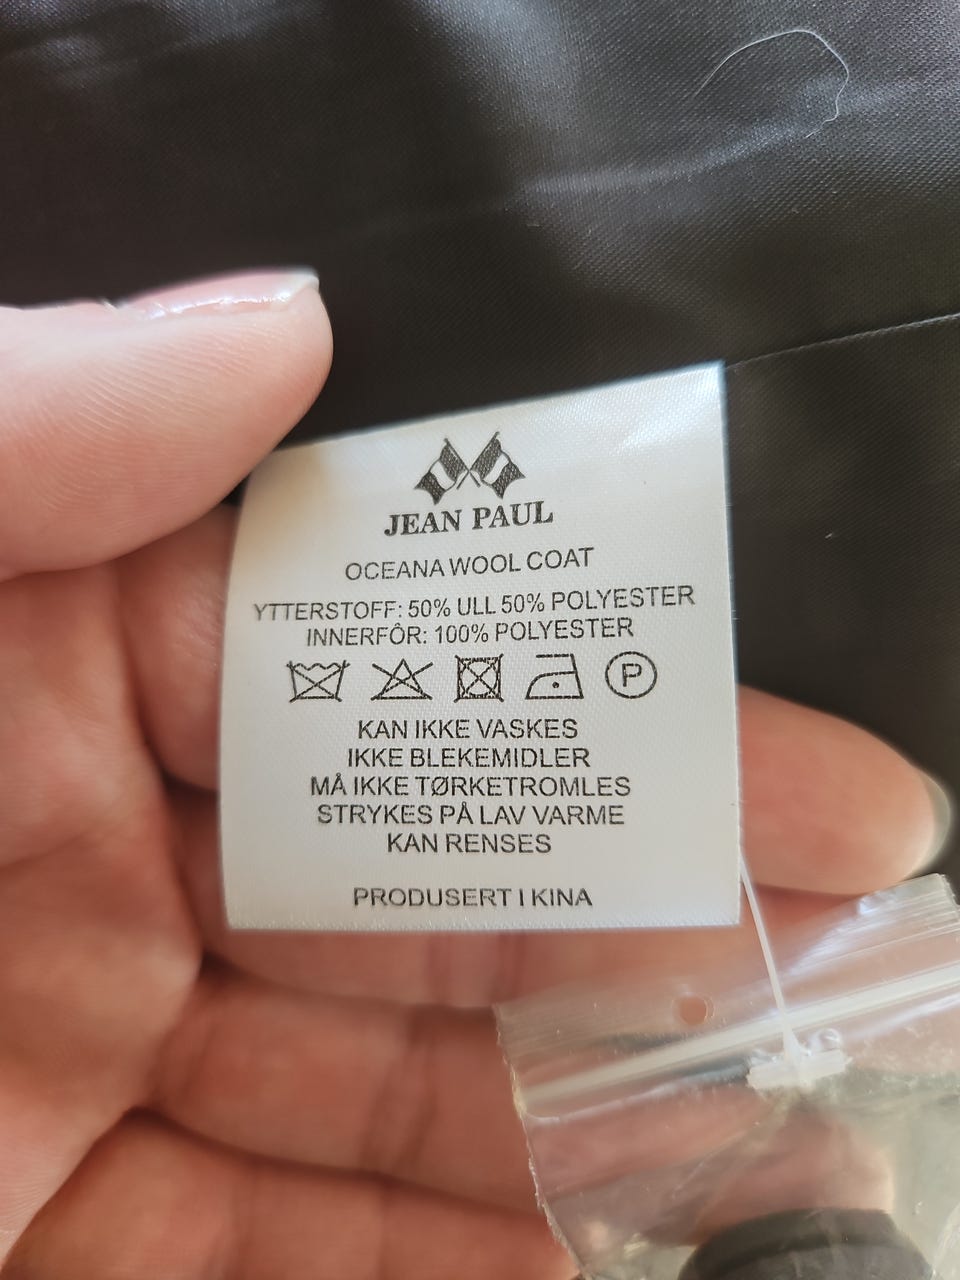 JEAN PAUL
OCEANA WOOL COAT
YTTERSTOFF: 50% ULL 50% POLYESTER
INNERFÔR: 100% POLYESTER
P
KAN IKKE VASKES
IKKE BLEKEMIDLER
MÅ IKKE TØRKETROMLES
STRYKES PÅ LAV VARME
KAN RENSES
PRODUSERT I KINA